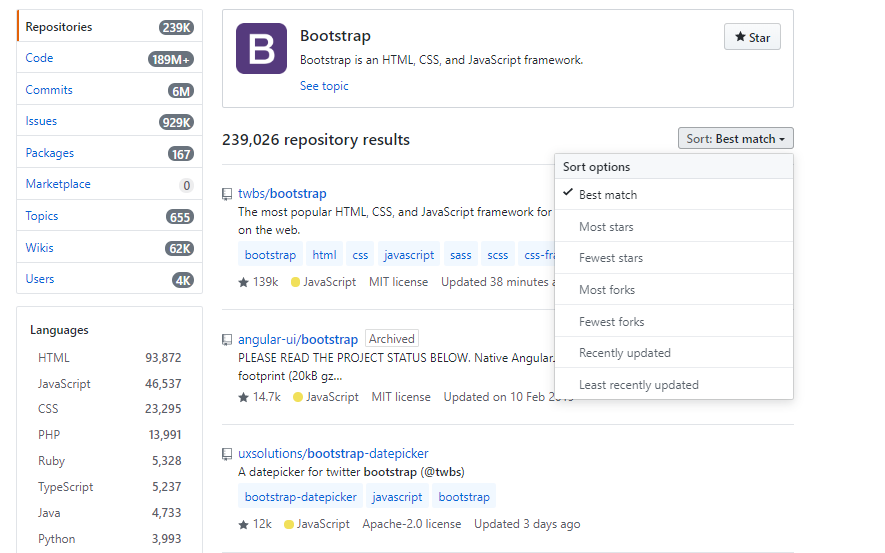 Repositories 239K
Code 189M+
Commits 6M
Issues 929K
Packages 167
Marketplace 0
Topics 655
Wikis 62K
Users 4K
Languages
HTML 93,872
JavaScript 46,537
CSS 23,295
PHP 13,991
Ruby 5,328
TypeScript 5,237
Java 4,733
Python 3,993
B
Bootstrap
Star
Bootstrap is an HTML, CSS, and JavaScript framework.
See topic
239,026 repository results
Sort: Best match
Sort options
Best match
Most stars
Fewest stars
Most forks
Fewest forks
Recently updated
Least recently updated
twbs/bootstrap
The most popular HTML, CSS, and JavaScript framework for
on the web.
bootstrap html css javascript sass scss
139k JavaScript MIT license Updated 38 minutes
angular-ui/bootstrap Archived
PLEASE READ THE PROJECT STATUS BELOW. Native Angular
footprint (20kB gz...
14.7k JavaScript MIT license Updated on 10 Feb
uxsolutions/bootstrap-datepicker
A datepicker for twitter bootstrap (@twbs)
bootstrap-datepicker javascript bootstrap
12k JavaScript Apache-2.0 license Updated 3 days ago